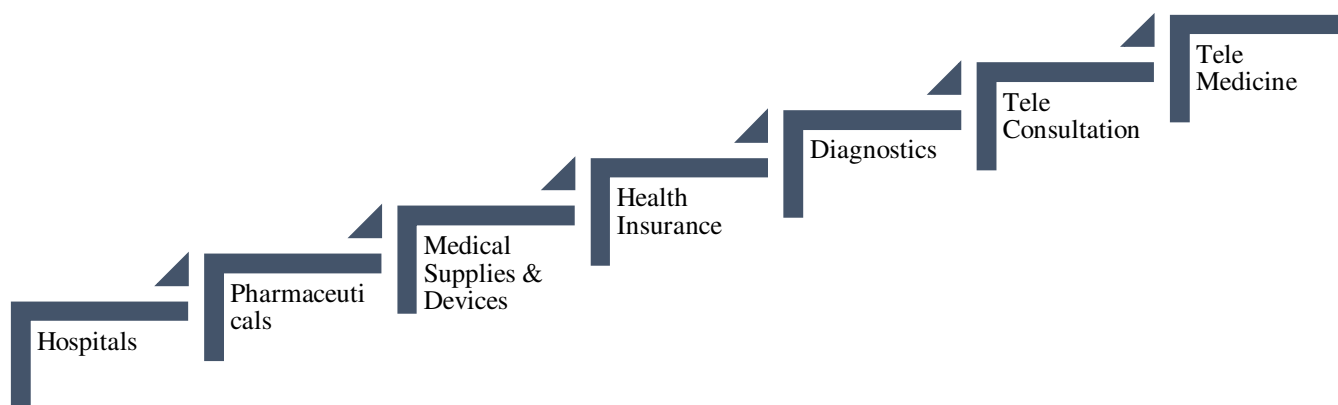 Hospitals
Pharmaceuti
cals
Medical
Supplies &
Devices
Health
Insurance
Diagnostics
Tele
Consultation
Tele
Medicine